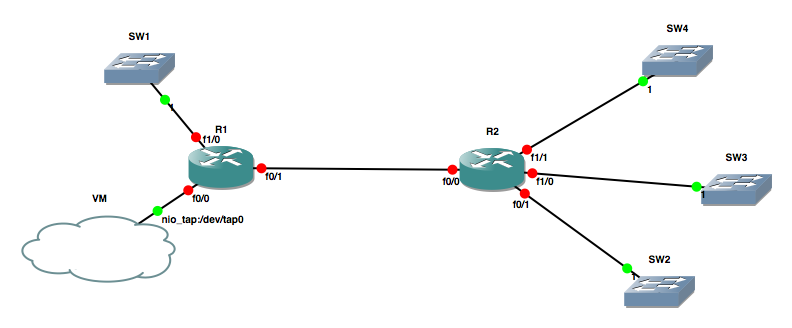 SW4
SW1
1
1
R1
R2
f1/0
f1/1
SW3
f0/1
f0/0
f1/0
1
VM
f0/0
f0/1
nio_tap:/dev/tap0
SW2
1